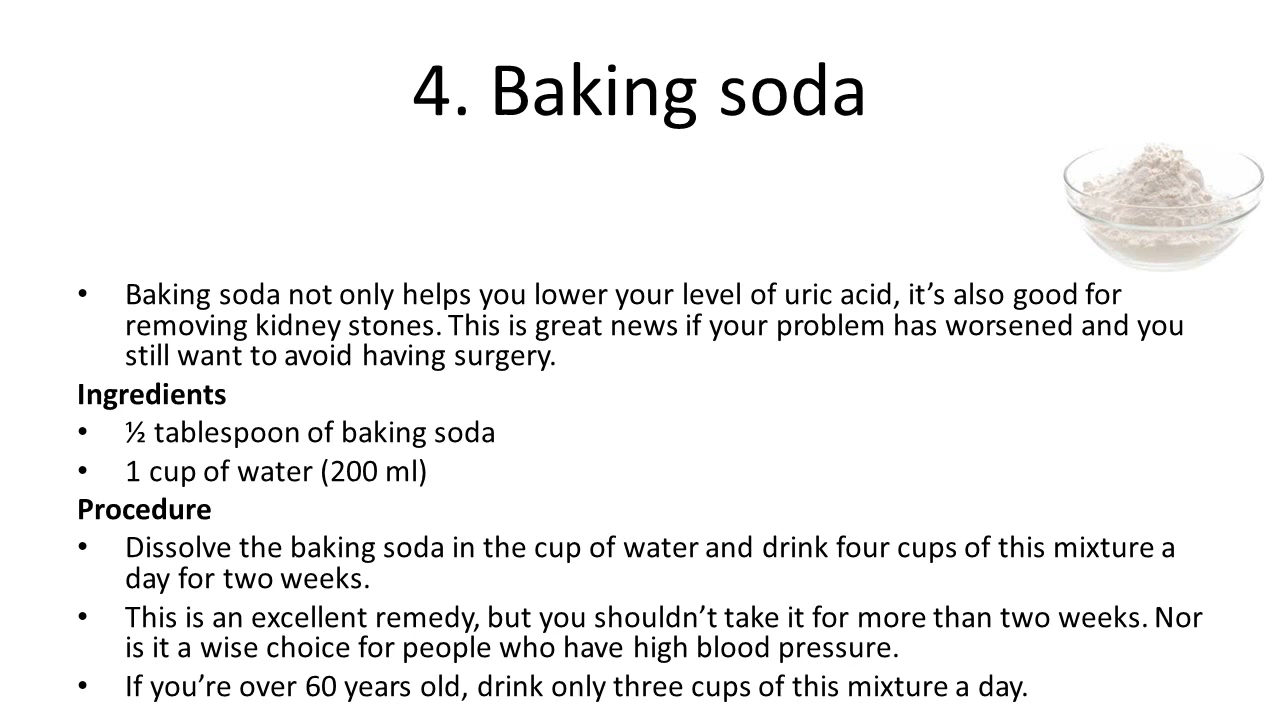 4. Baking soda
• Baking soda not only helps you lower your level of uric acid, it’s also good for
removing kidney stones. This is great news if your problem has worsened and you
still want to avoid having surgery.
Ingredients
• ½ tablespoon of baking soda
• 1 cup of water (200 ml)
Procedure
• Dissolve the baking soda in the cup of water and drink four cups of this mixture a
day for two weeks.
• This is an excellent remedy, but you shouldn’t take it for more than two weeks. Nor
is it a wise choice for people who have high blood pressure.
• If you’re over 60 years old, drink only three cups of this mixture a day.